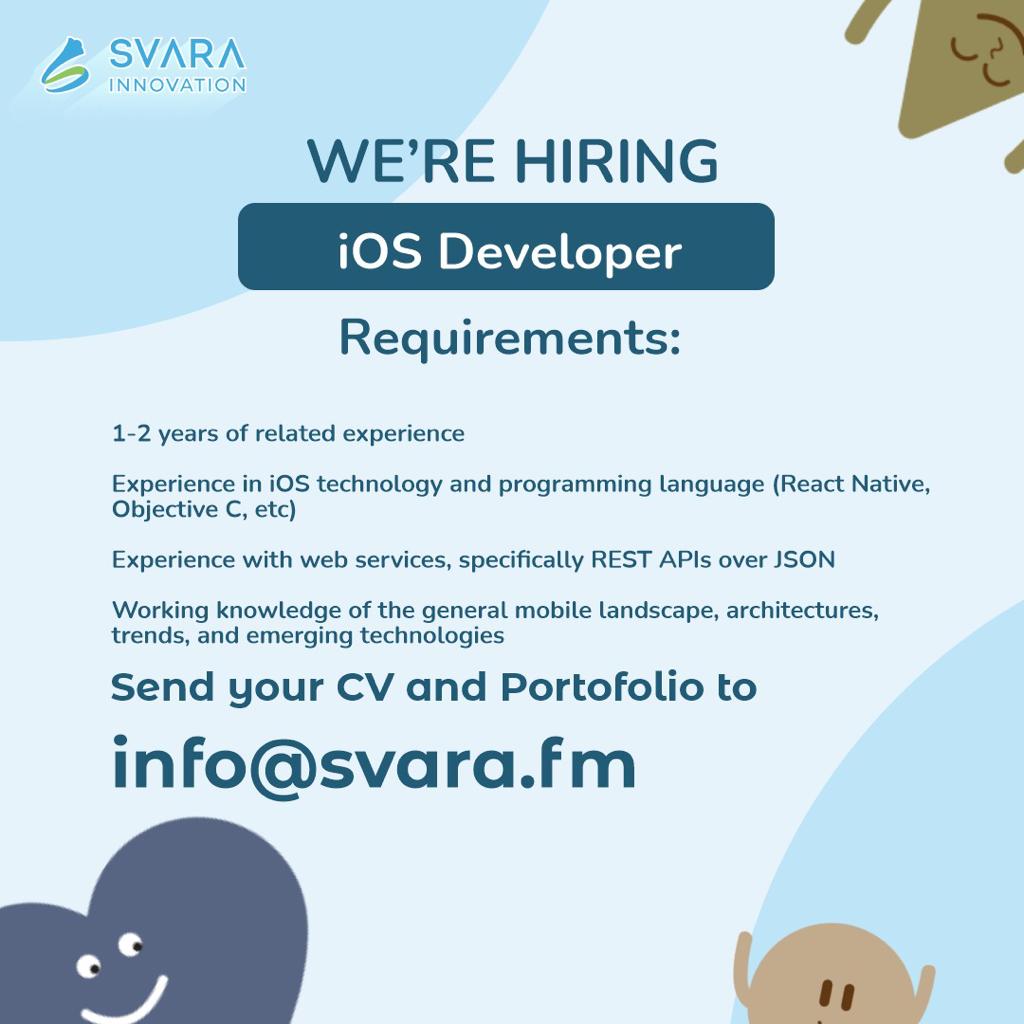 SVARA
INNOVATION
WE'RE HIRING
iOS Developer
Requirements:
1-2 years of related experience
Experience in iOS technology and programming language (React Native,
Objective C, etc)
Experience with web services, specifically REST APIs over JSON
Working knowledge of the general mobile landscape, architectures,
trends, and emerging technologies
Send your CV and Portofolio to
info@svara.fm